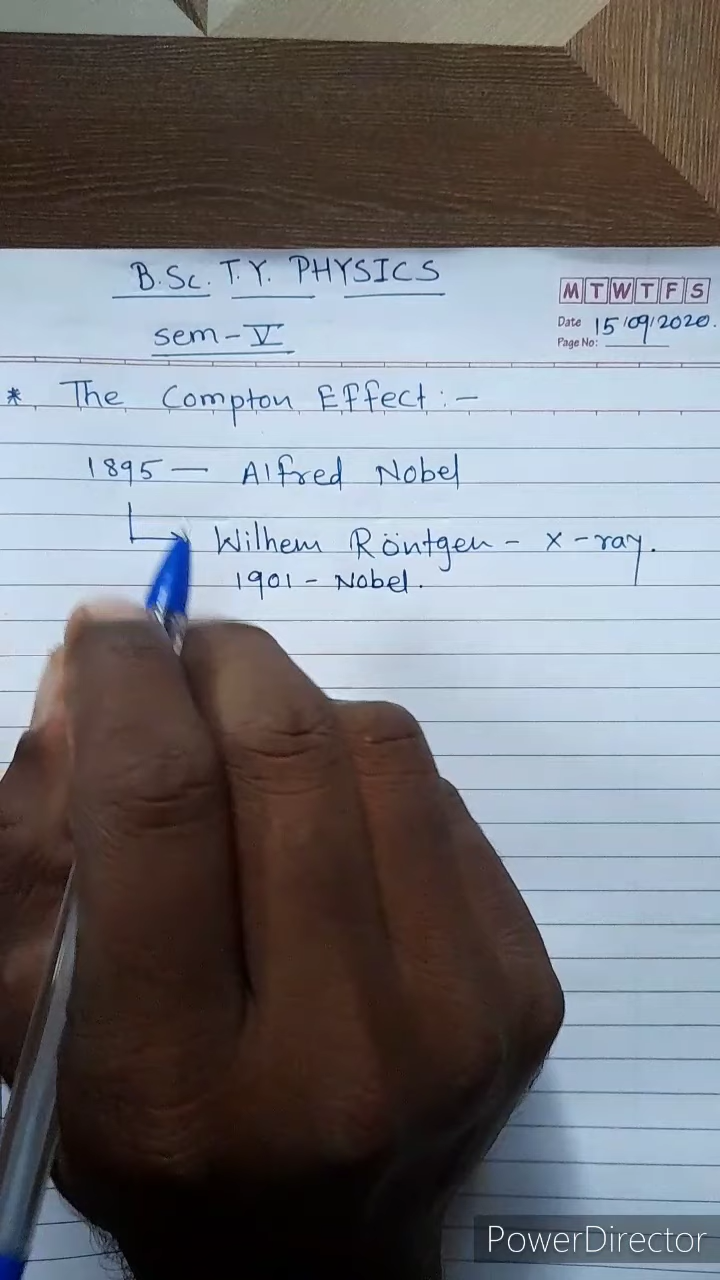 B.Sc. T.Y. PHYSICS
M T W T F S
Date 15/09/2020.
sem - V
Page No:
* The Compton Effect :-
1895 — Alfred Nobel
Wilhem Röntgen - x-ray.
1901 - Nobel.
PowerDirector